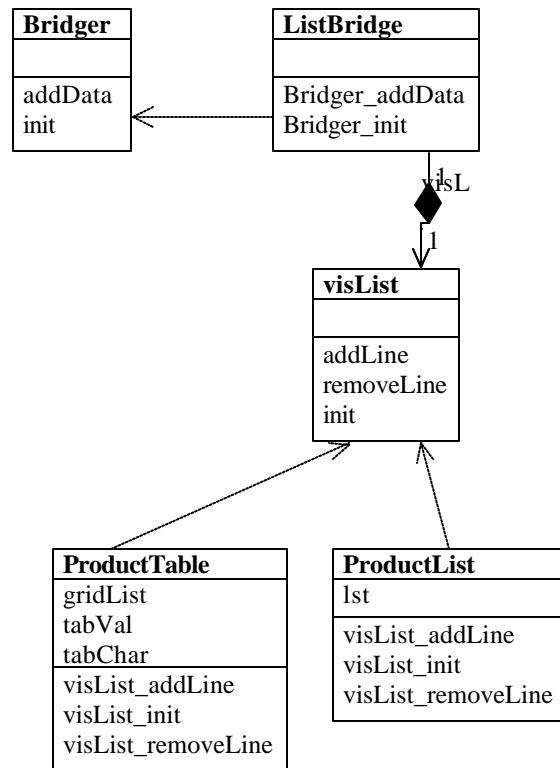 Bridger
addData
init
ListBridge
Bridger_addData
Bridger_init
1
visL
1
visList
addLine
removeLine
init
ProductTable
gridList
tabVal
tabChar
visList_addLine
visList_init
visList_removeLine
ProductList
lst
visList_addLine
visList_init
visList_removeLine